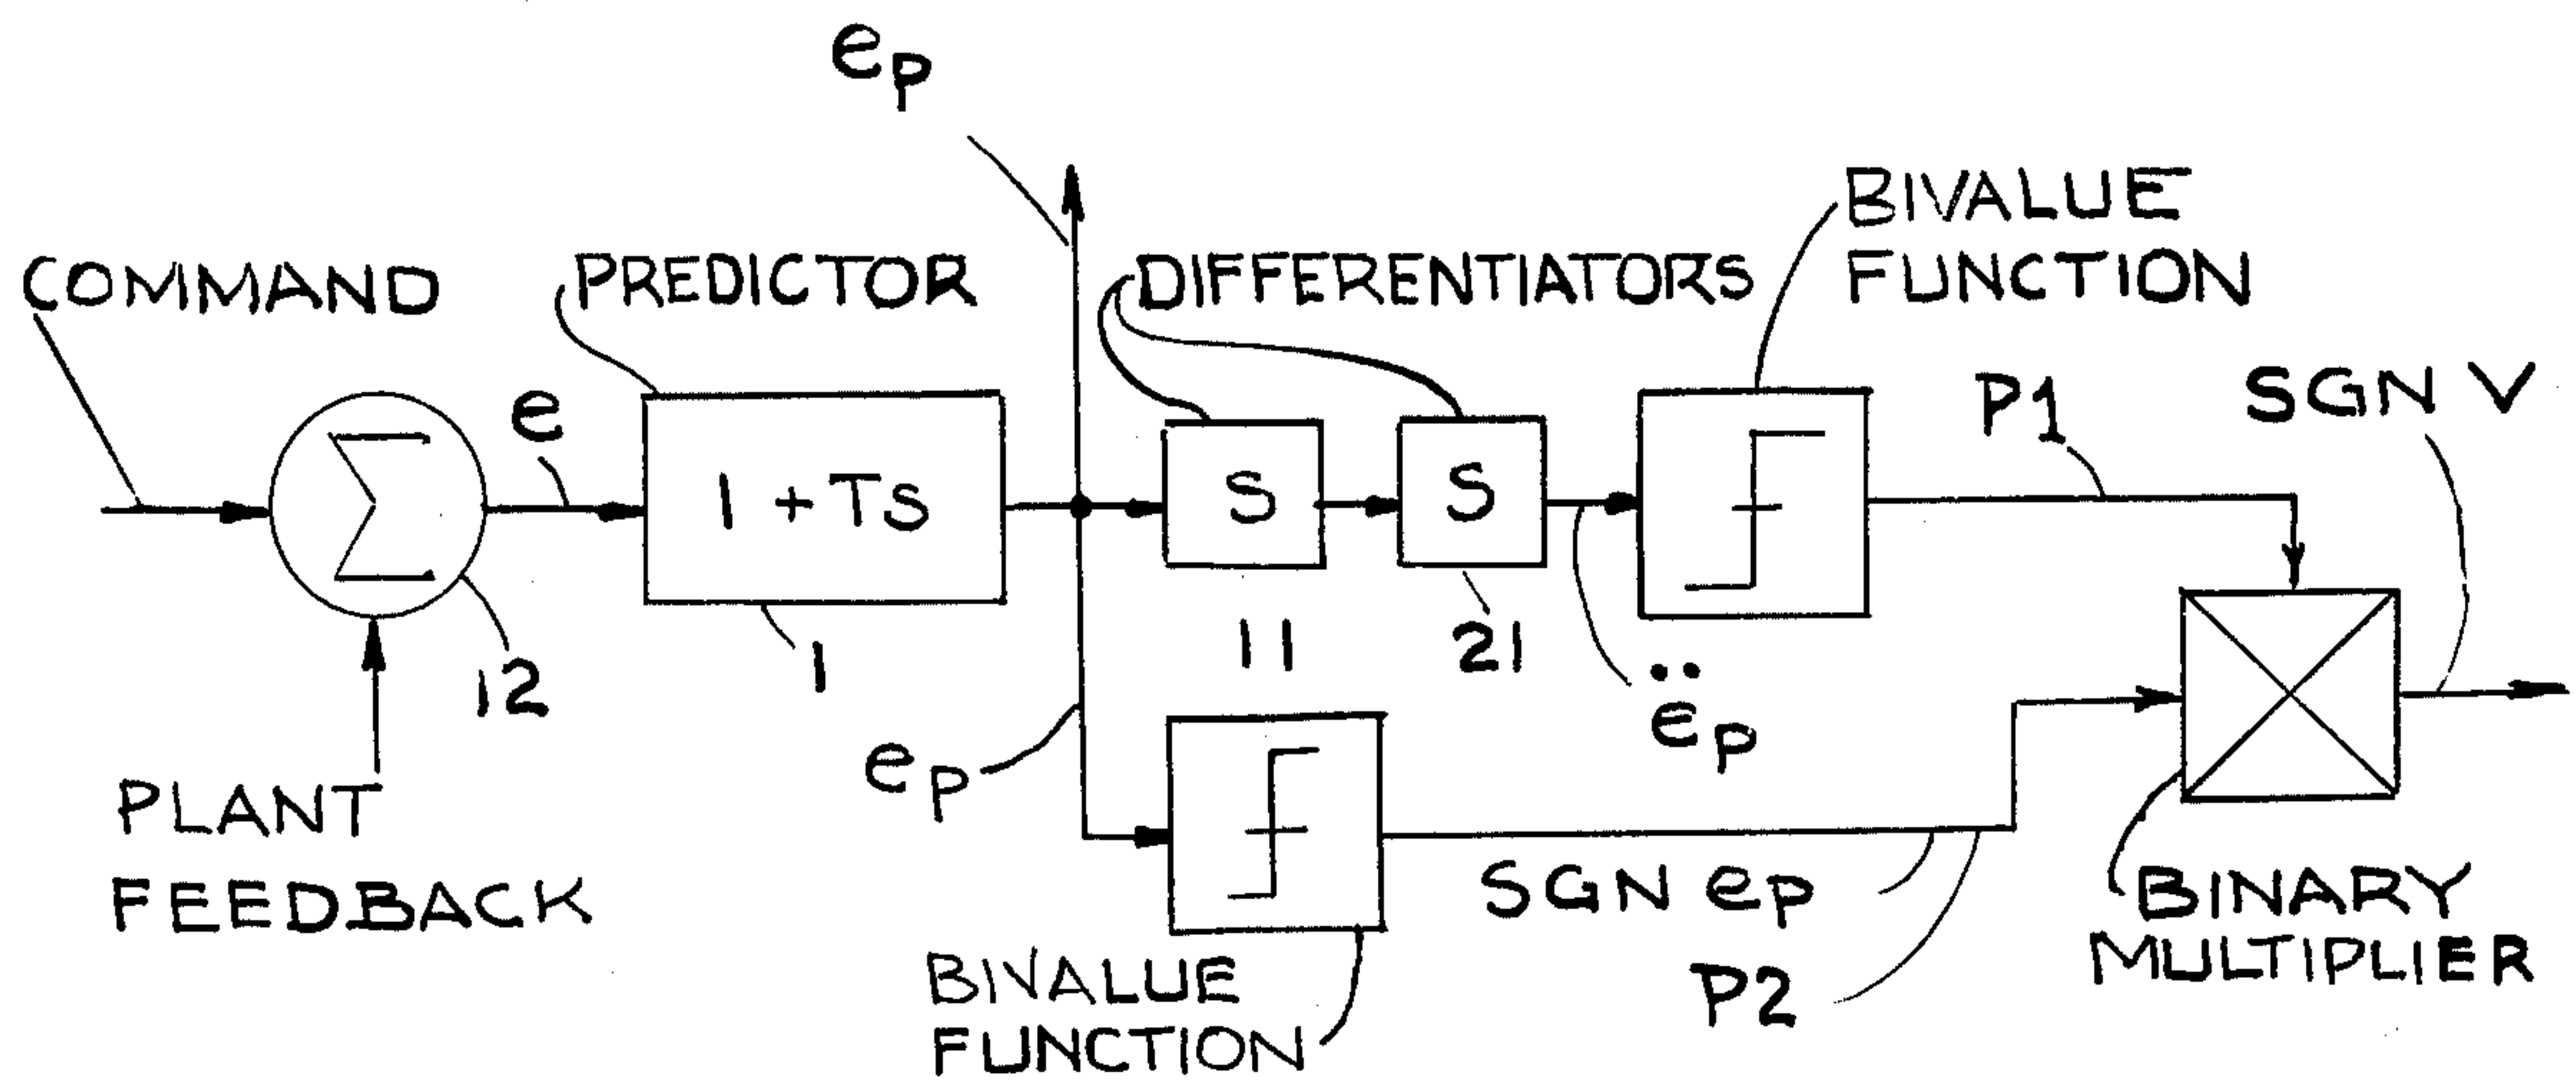 eₚ
BIVALUE
FUNCTION
COMMAND
PREDICTOR
DIFFERENTIATORS
e
P1
SGN V
Σ
1 + TS
S
S
12
1
11
21
ëₚ
PLANT
FEEDBACK
eₚ
SGN eₚ
P2
BINARY
MULTIPLIER
BIVALUE
FUNCTION